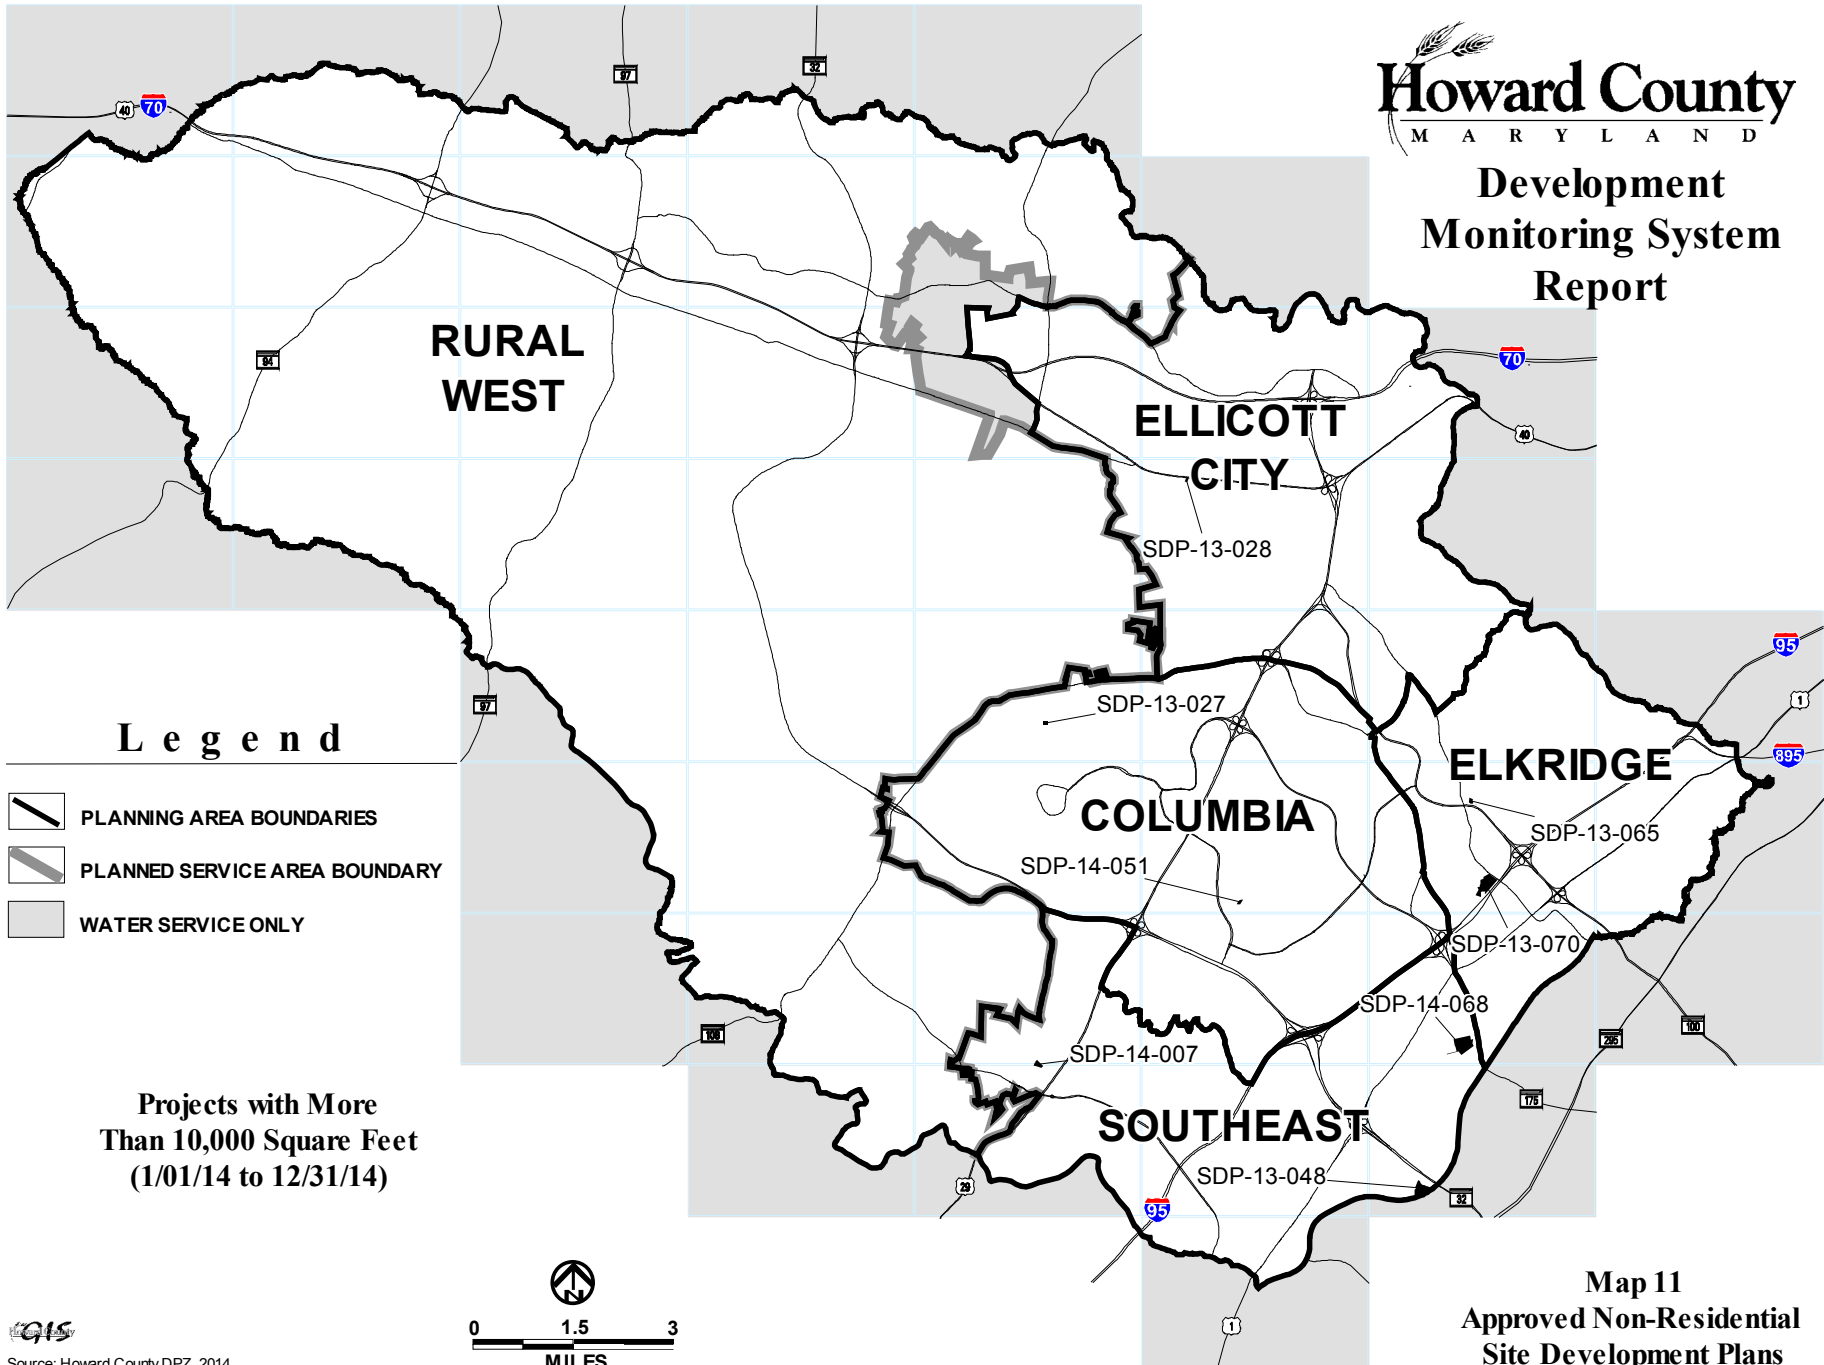 Howard County
MARYLAND
Development
Monitoring System
Report
97
32
40
70
RURAL
WEST
94
70
ELLICOTT
CITY
40
SDP-13-028
95
1
895
97
SDP-13-027
ELKRIDGE
COLUMBIA
SDP-13-065
SDP-14-051
SDP-13-070
SDP-14-068
108
100
295
SDP-14-007
175
SOUTHEAST
SDP-13-048
29
95
32
1
Legend
PLANNING AREA BOUNDARIES
PLANNED SERVICE AREA BOUNDARY
WATER SERVICE ONLY
Projects with More
Than 10,000 Square Feet
(1/01/14 to 12/31/14)
N
0 1.5 3
MILES
Howard County
GIS
Source: Howard County DPZ, 2014
Map 11
Approved Non-Residential
Site Development Plans